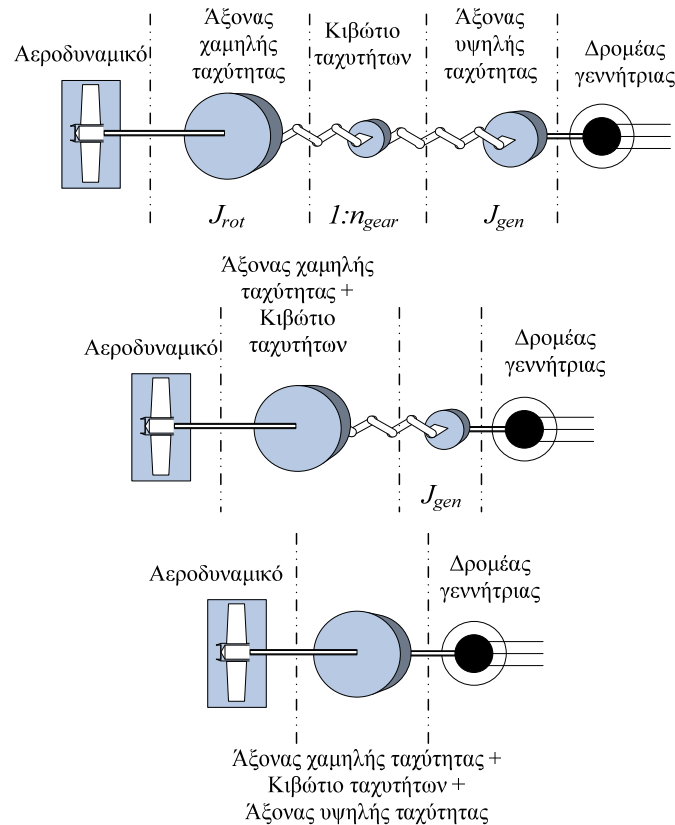 Αεροδυναμικό
Άξονας
χαμηλής
ταχύτητας
Κιβώτιο
ταχυτήτων
Άξονας
υψηλής
ταχύτητας
Δρομέας
γεννήτριας
J_rot
1:n_gear
J_gen
Άξονας χαμηλής
ταχύτητας +
Κιβώτιο
ταχυτήτων
Αεροδυναμικό
Δρομέας
γεννήτριας
J_gen
Αεροδυναμικό
Δρομέας
γεννήτριας
Άξονας χαμηλής ταχύτητας +
Κιβώτιο ταχυτήτων +
Άξονας υψηλής ταχύτητας